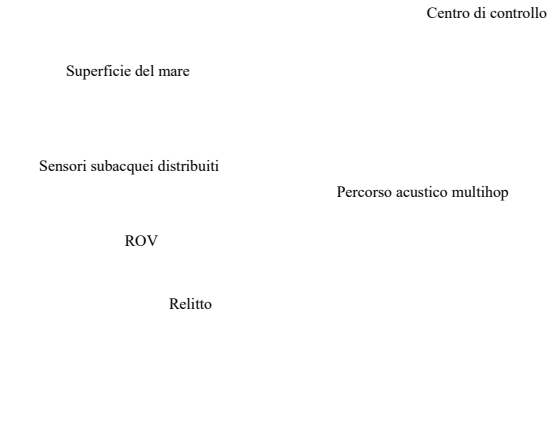 Centro di controllo
Superficie del mare
Sensori subacquei distribuiti
Percorso acustico multihop
ROV
Relitto